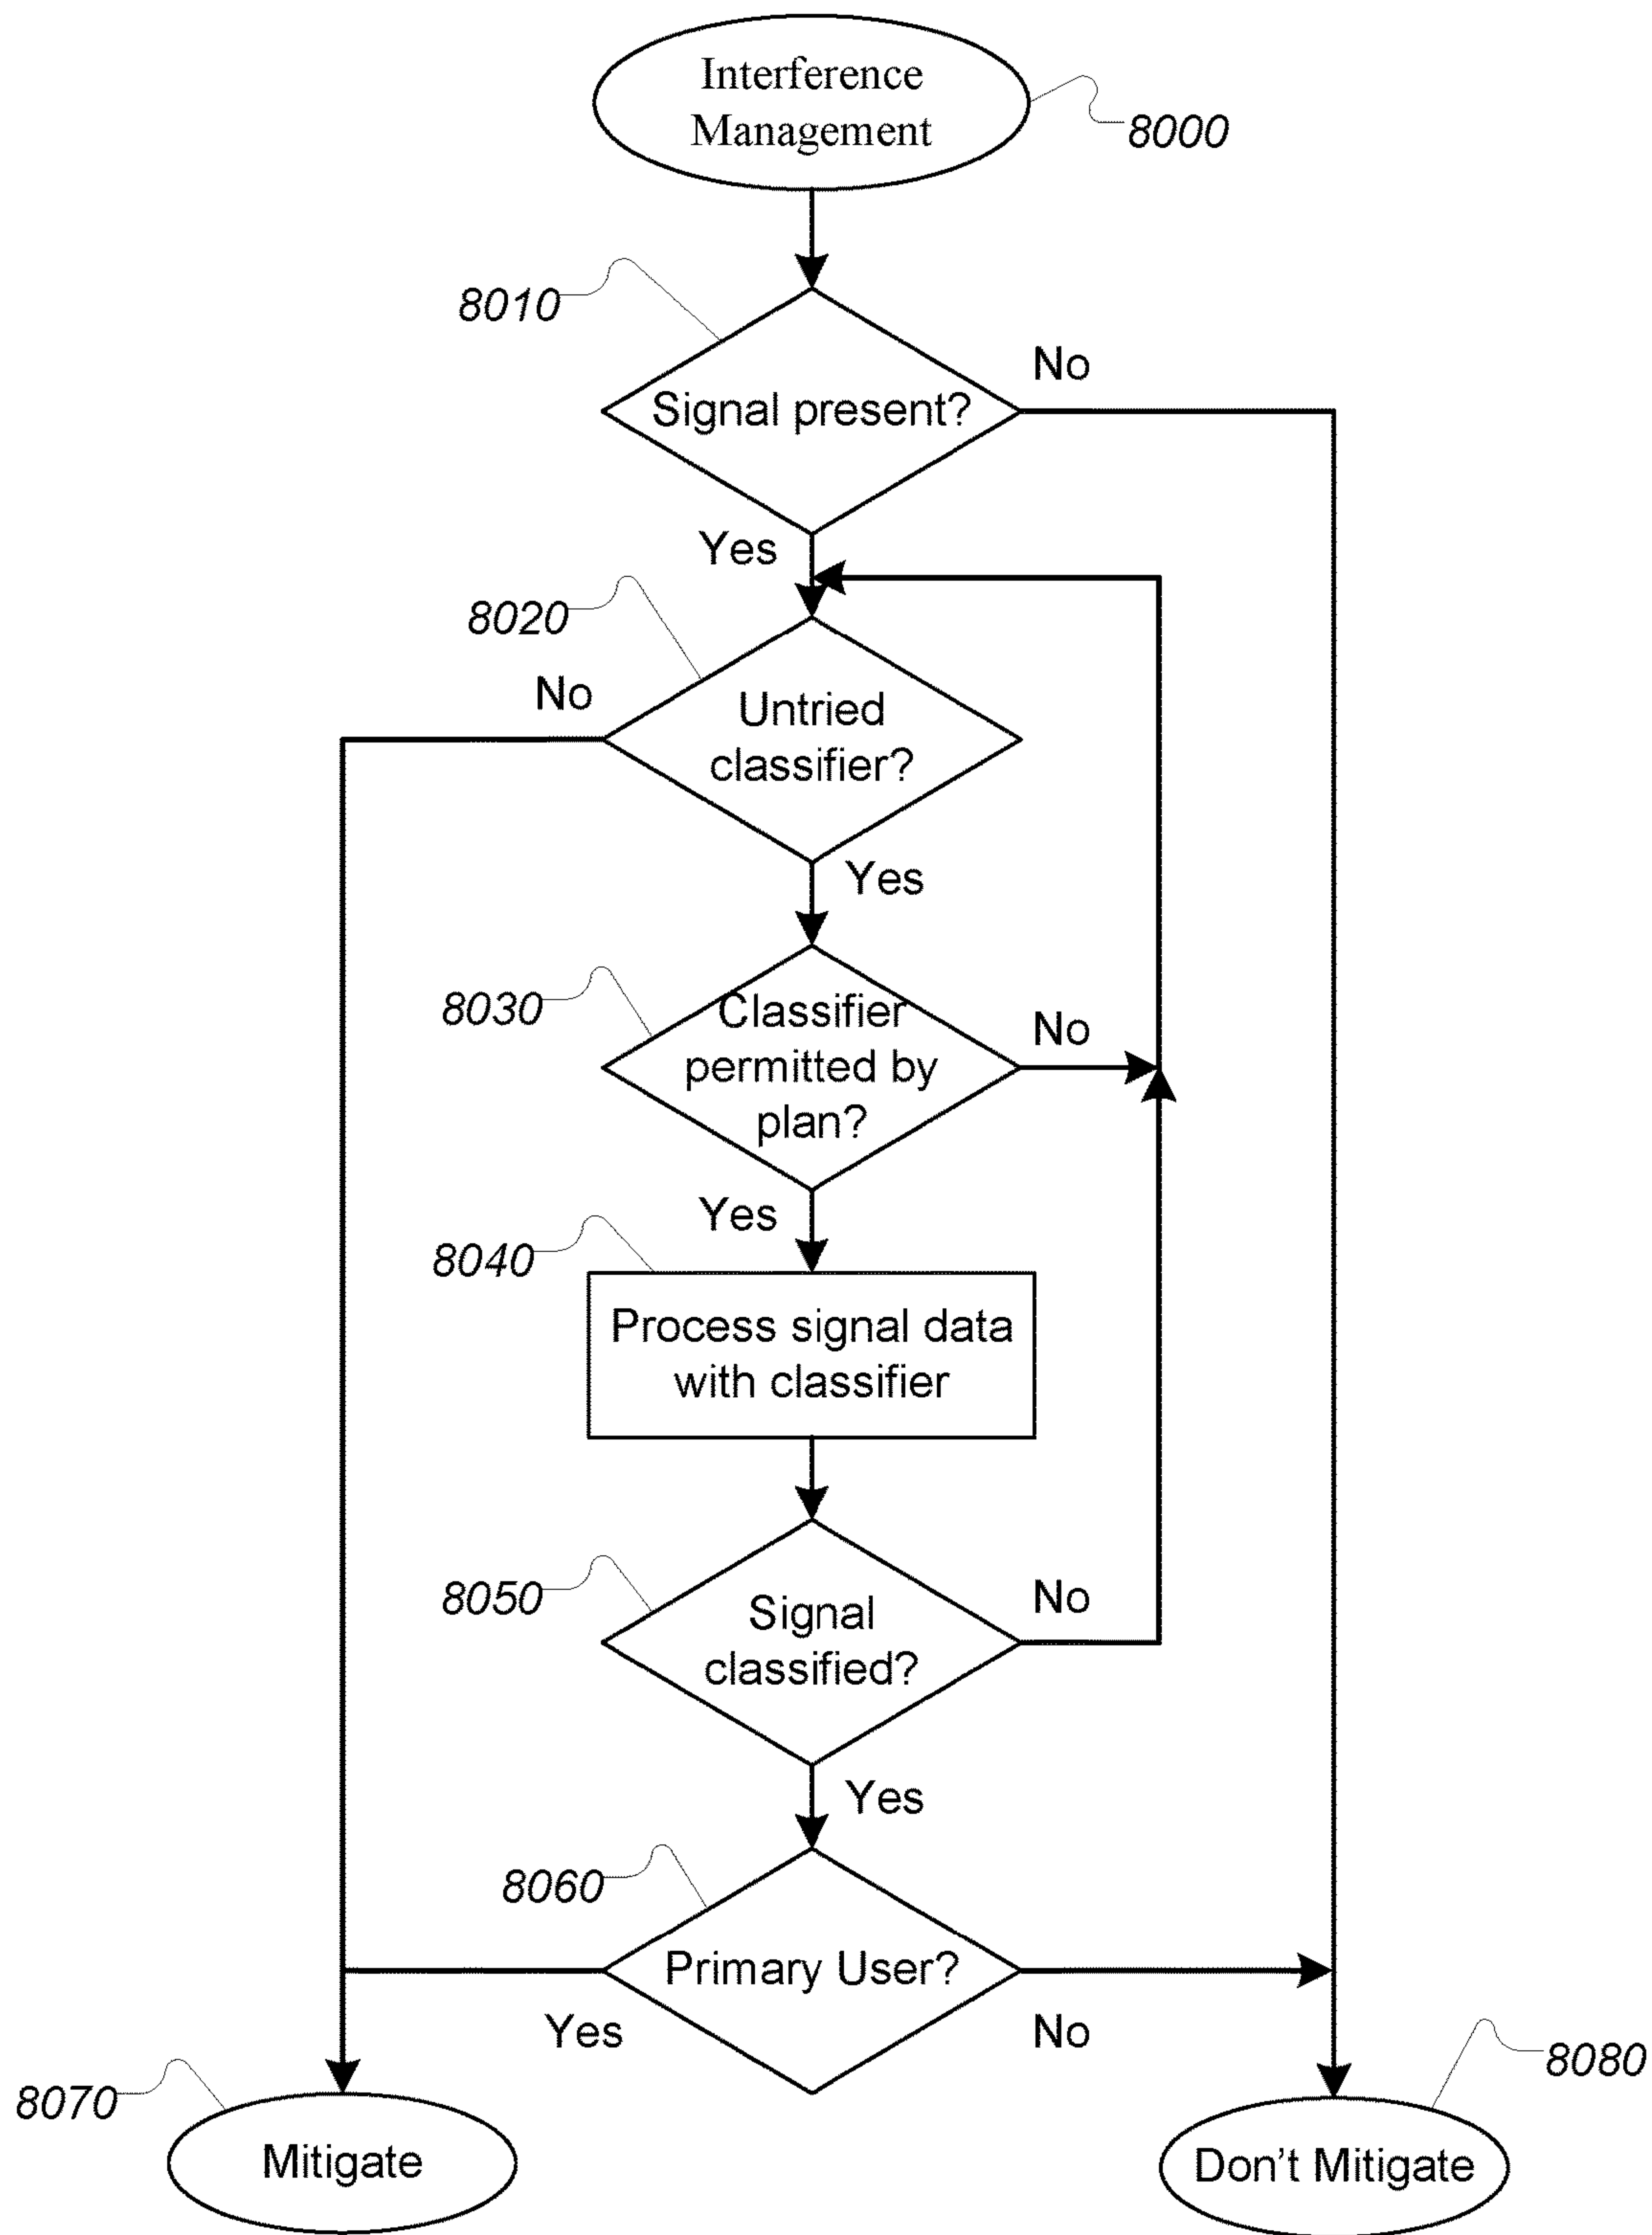 Interference
Management
8000
8010
No
Signal present?
Yes
8020
No
Untried
classifier?
Yes
8030
Classifier
permitted by
plan?
No
Yes
8040
Process signal data
with classifier
8050
Signal
classified?
No
Yes
8060
Primary User?
Yes
No
8070
Mitigate
8080
Don't Mitigate